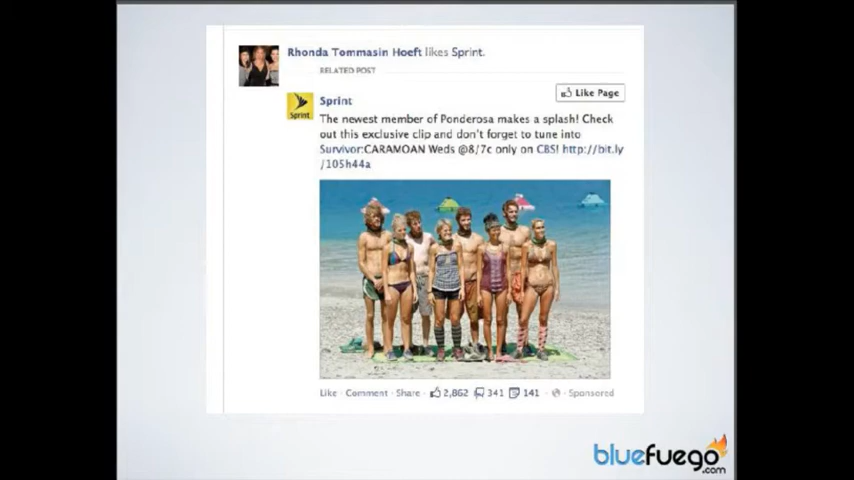 Rhonda Tommasin Hoeft likes Sprint.
RELATED POST
Sprint
Like Page
Sprint
The newest member of Ponderosa makes a splash! Check
out this exclusive clip and don't forget to tune into
Survivor:CARAMOAN Weds @8/7c only on CBS! http://bit.ly
/105h44a
Like · Comment · Share · 2,862 341 141 · Sponsored
bluefuego
.com